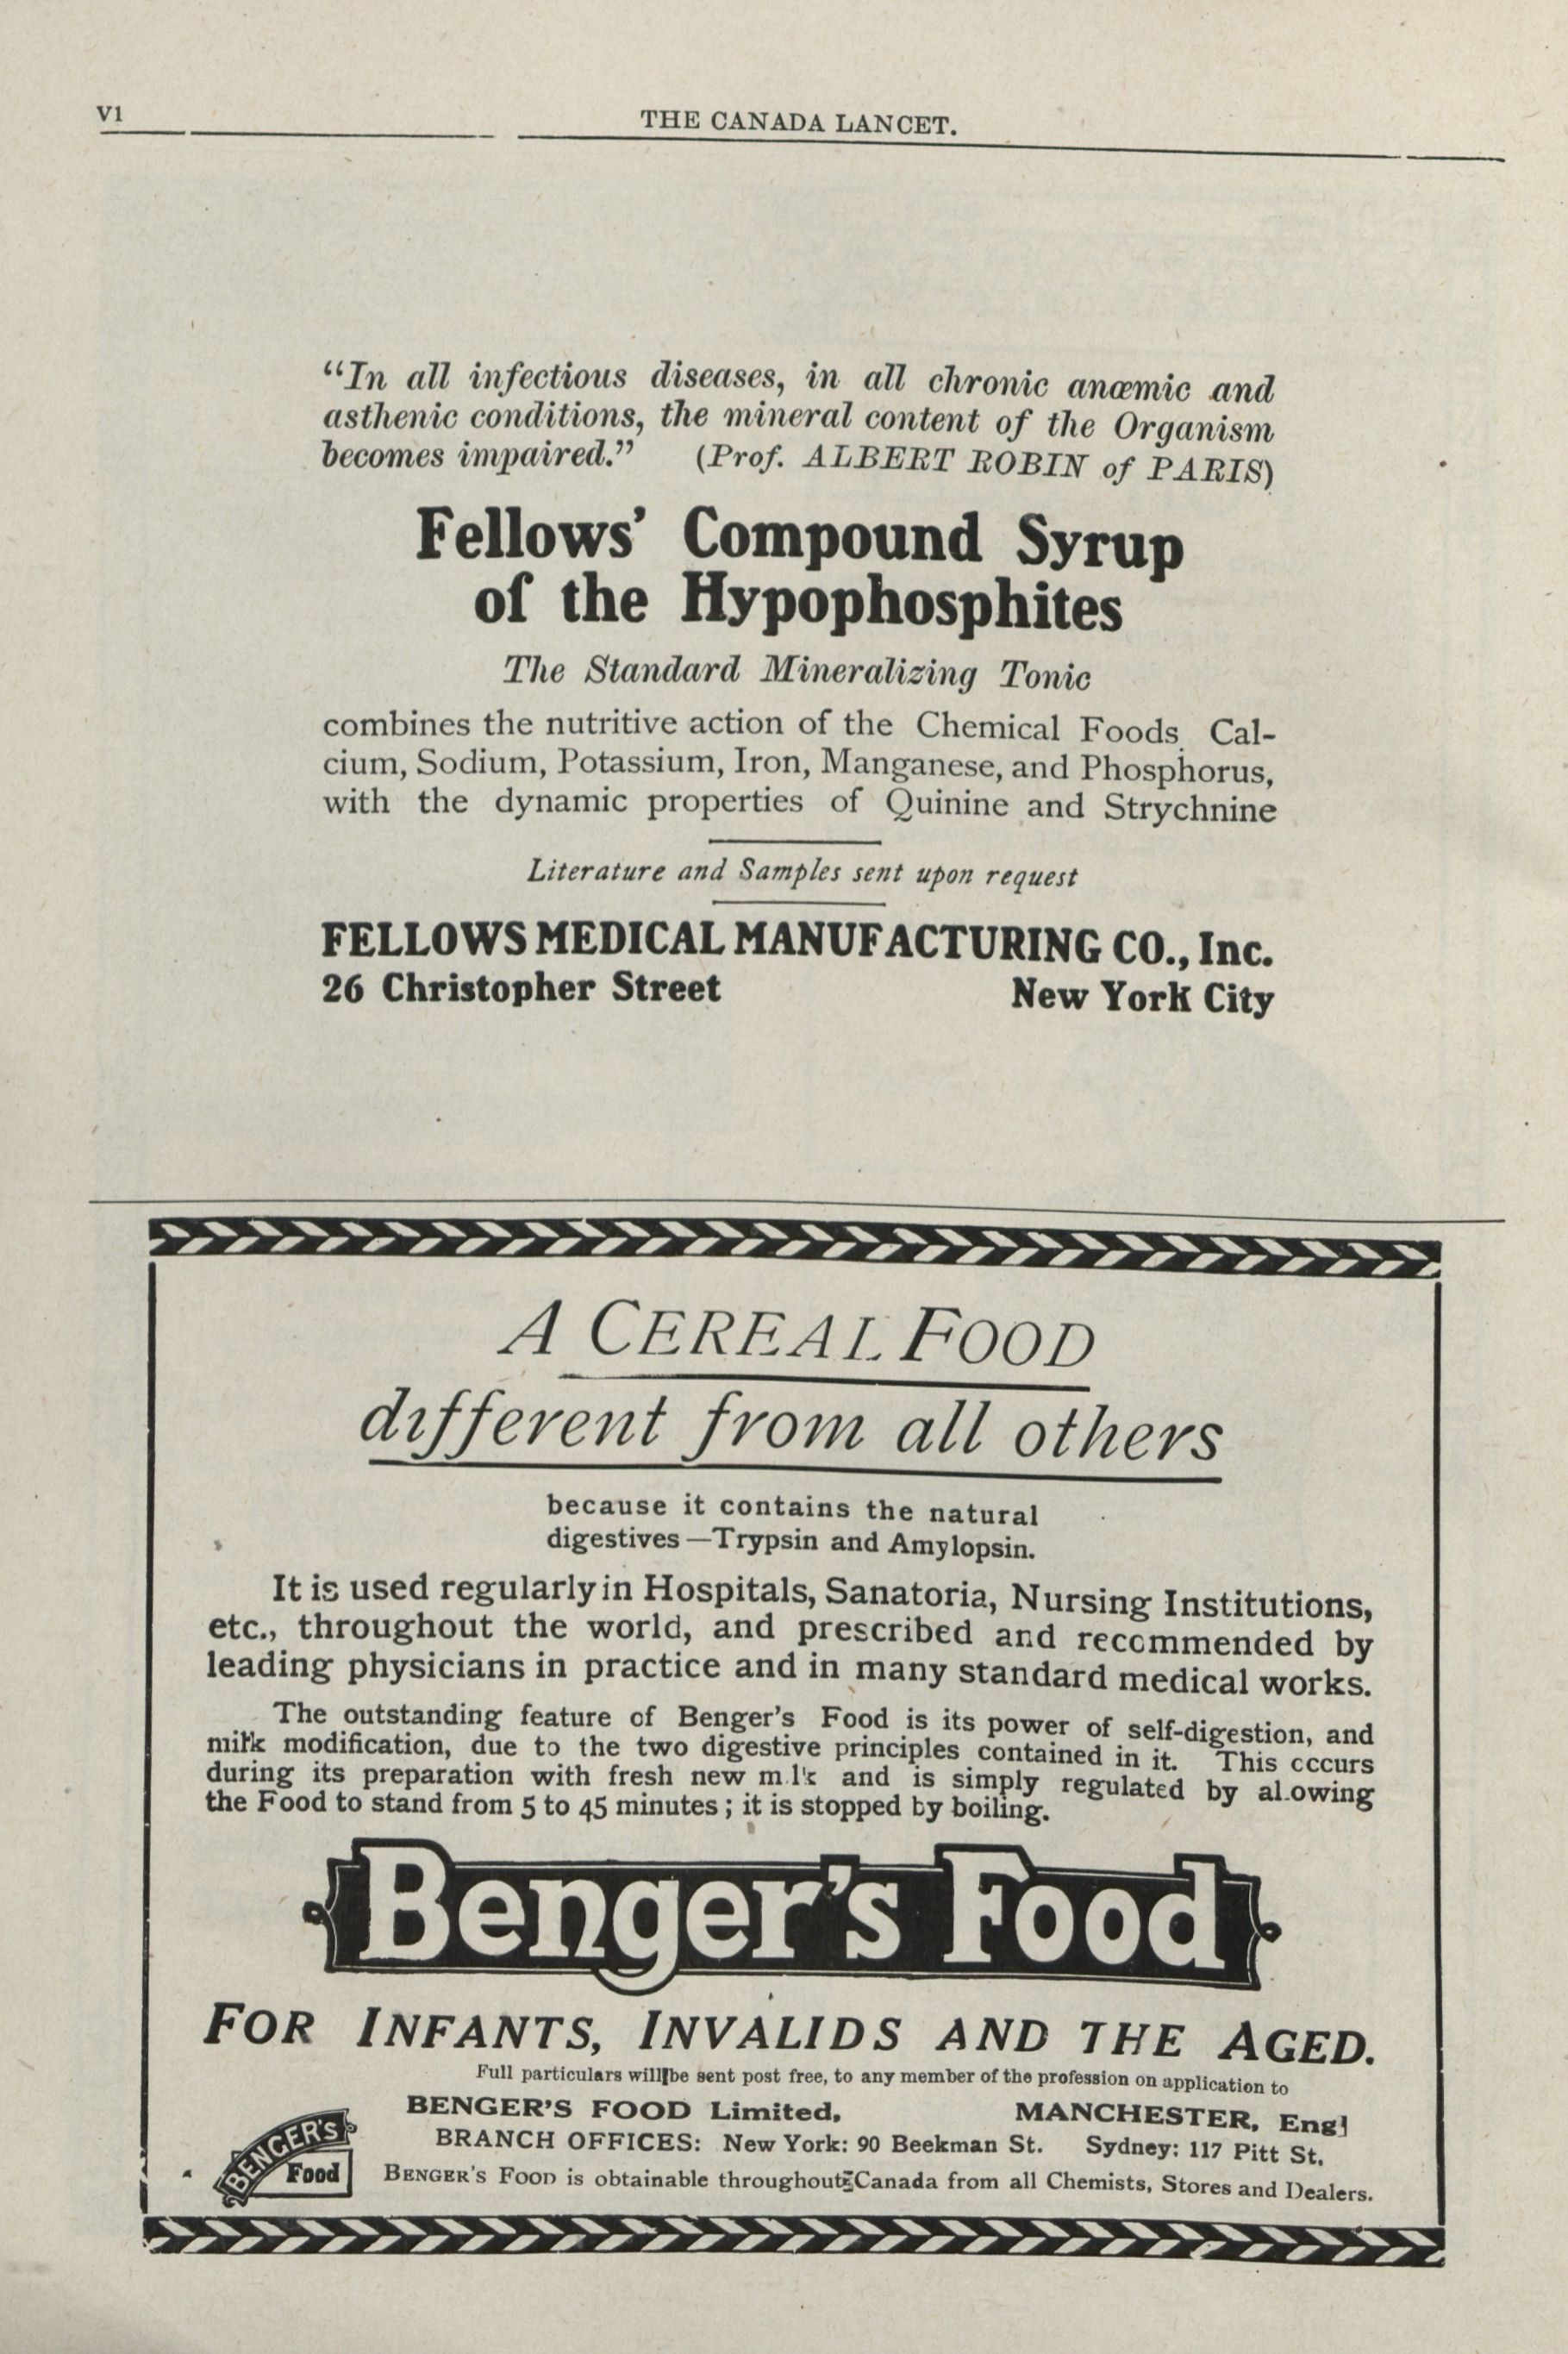 V1
THE CANADA LANCET.
“In all infectious diseases, in all chronic anœmic and
asthenic conditions, the mineral content of the Organism
becomes impaired.” (Prof. ALBERT ROBIN of PARIS)
Fellows’ Compound Syrup
of the Hypophosphites
The Standard Mineralizing Tonic
combines the nutritive action of the Chemical Foods Cal-
cium, Sodium, Potassium, Iron, Manganese, and Phosphorus,
with the dynamic properties of Quinine and Strychnine
Literature and Samples sent upon request
FELLOWS MEDICAL MANUFACTURING CO., Inc.
26 Christopher Street New York City
A CEREAL FOOD
different from all others
because it contains the natural
digestives—Trypsin and Amylopsin.
It is used regularly in Hospitals, Sanatoria, Nursing Institutions,
etc., throughout the world, and prescribed and recommended by
leading physicians in practice and in many standard medical works.
The outstanding feature of Benger’s Food is its power of self-digestion, and
milk modification, due to the two digestive principles contained in it. This occurs
during its preparation with fresh new m lk and is simply regulated by al.owing
the Food to stand from 5 to 45 minutes; it is stopped by boiling.
Benger’s Food
FOR INFANTS, INVALIDS AND THE AGED.
Full particulars will be sent post free, to any member of the profession on application to
BENGER’S FOOD Limited, MANCHESTER, Engl
BRANCH OFFICES: New York: 90 Beekman St. Sydney: 117 Pitt St.
BENGER’S Food
BENGER’S FOOD is obtainable throughout Canada from all Chemists, Stores and Dealers.